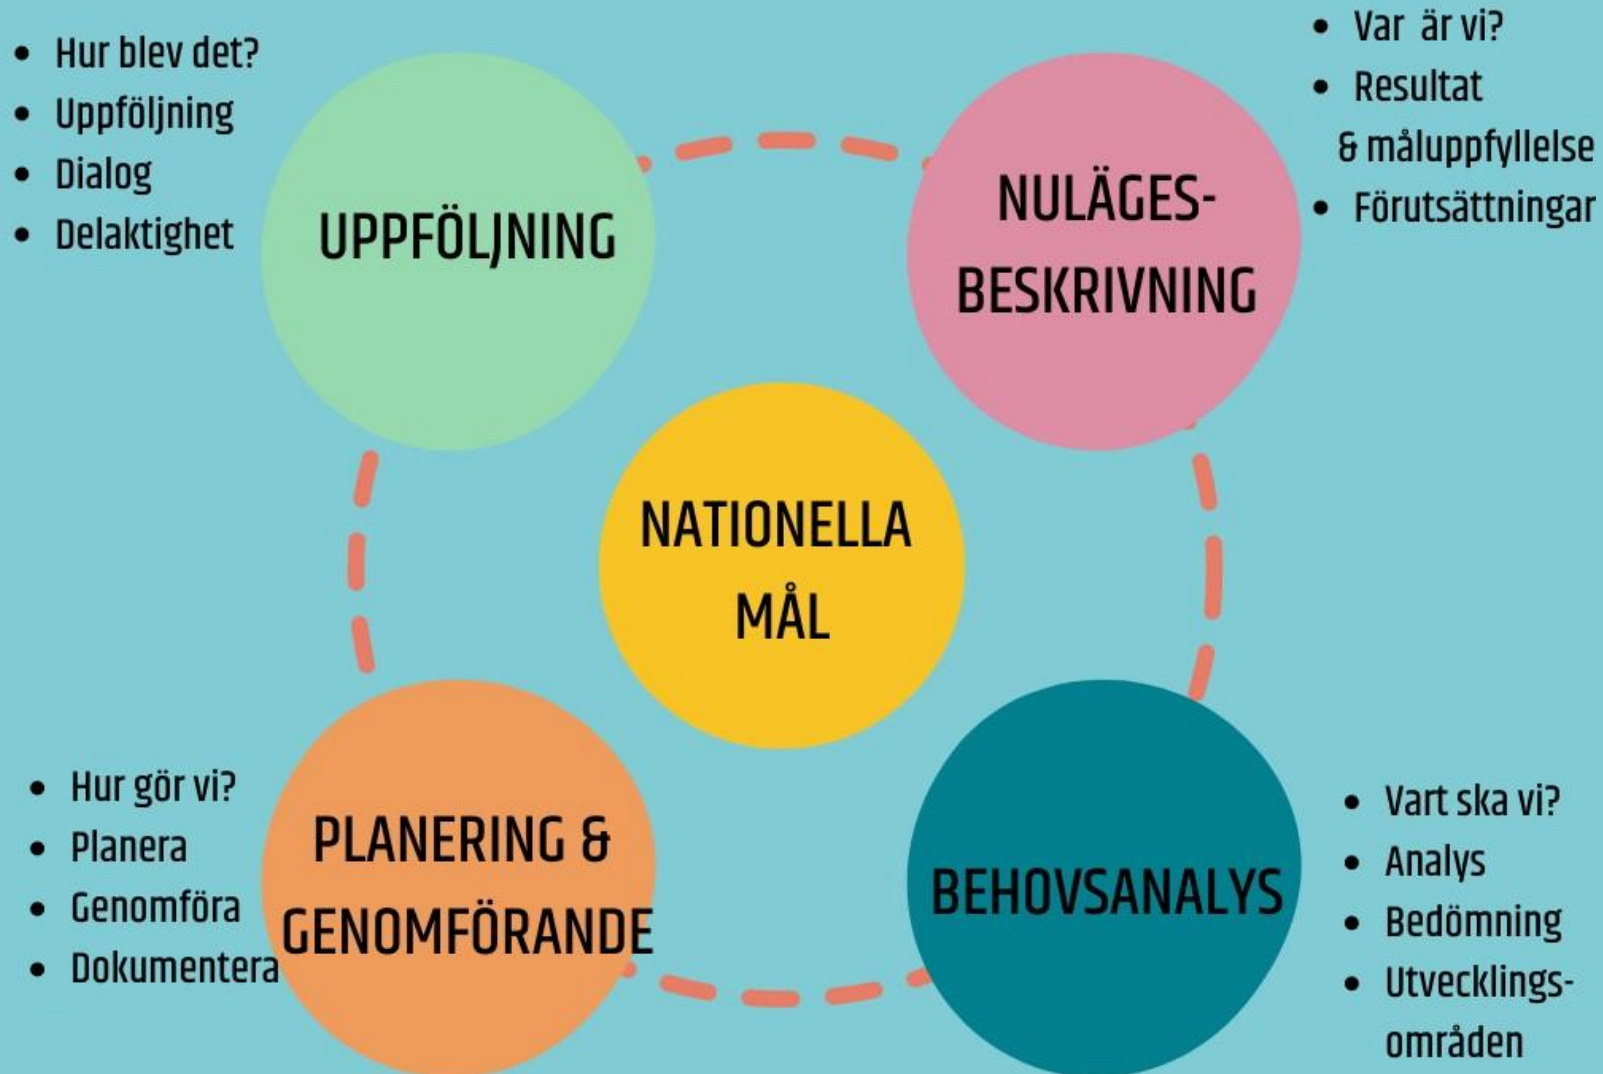 • Hur blev det?
• Uppföljning
• Dialog
• Delaktighet
UPPFÖLJNING
NULÄGES-
BESKRIVNING
• Var är vi?
• Resultat
& måluppfyllelse
• Förutsättningar
NATIONELLA
MÅL
• Hur gör vi?
• Planera
• Genomföra
• Dokumentera
PLANERING &
GENOMFÖRANDE
BEHOVSANALYS
• Vart ska vi?
• Analys
• Bedömning
• Utvecklings-
områden